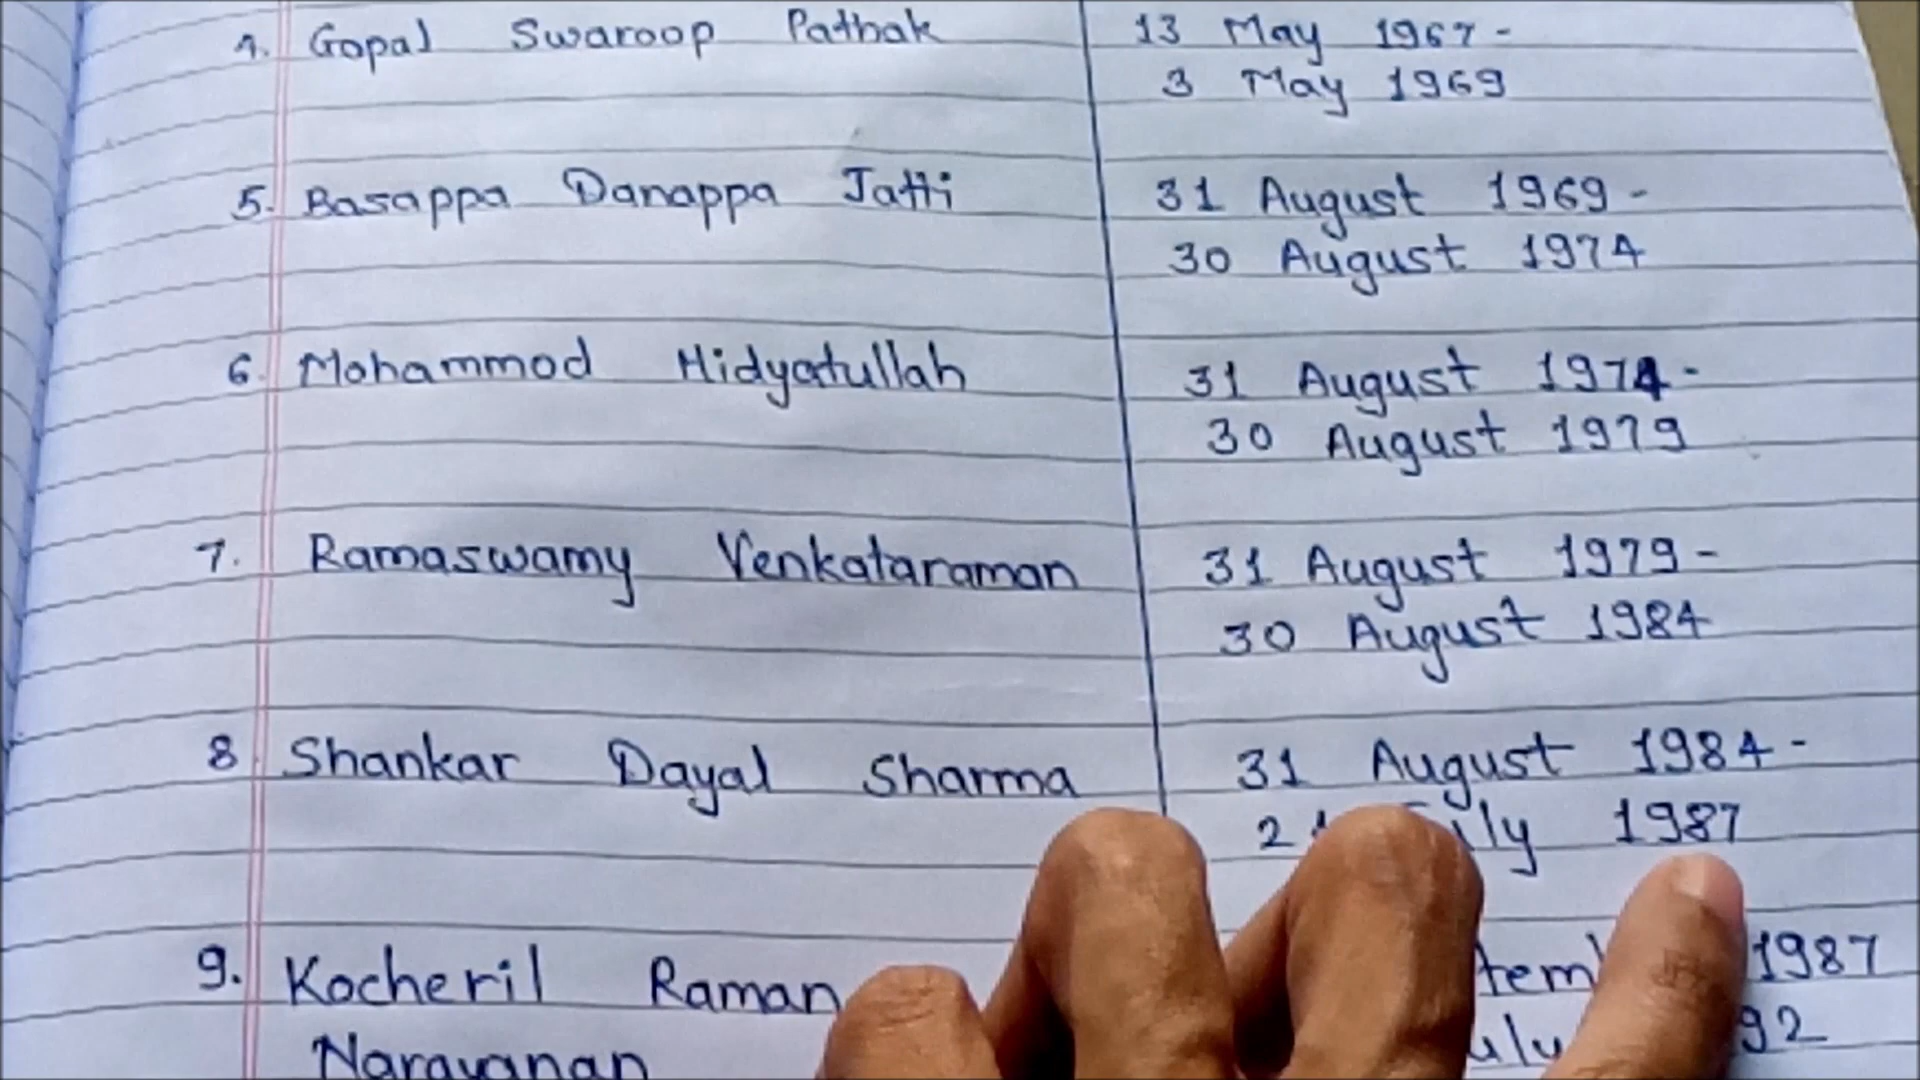 4. Gopal Swaroop Pathak 13 May 1967 -
3 May 1969
5. Basappa Danappa Jatti 31 August 1969 -
30 August 1974
6. Mohammod Hidyatullah 31 August 1974 -
30 August 1979
7. Ramaswamy Venkataraman 31 August 1979 -
30 August 1984
8 Shankar Dayal Sharma 31 August 1984 -
1987
9. Kocheril Raman 1987
Narayanan